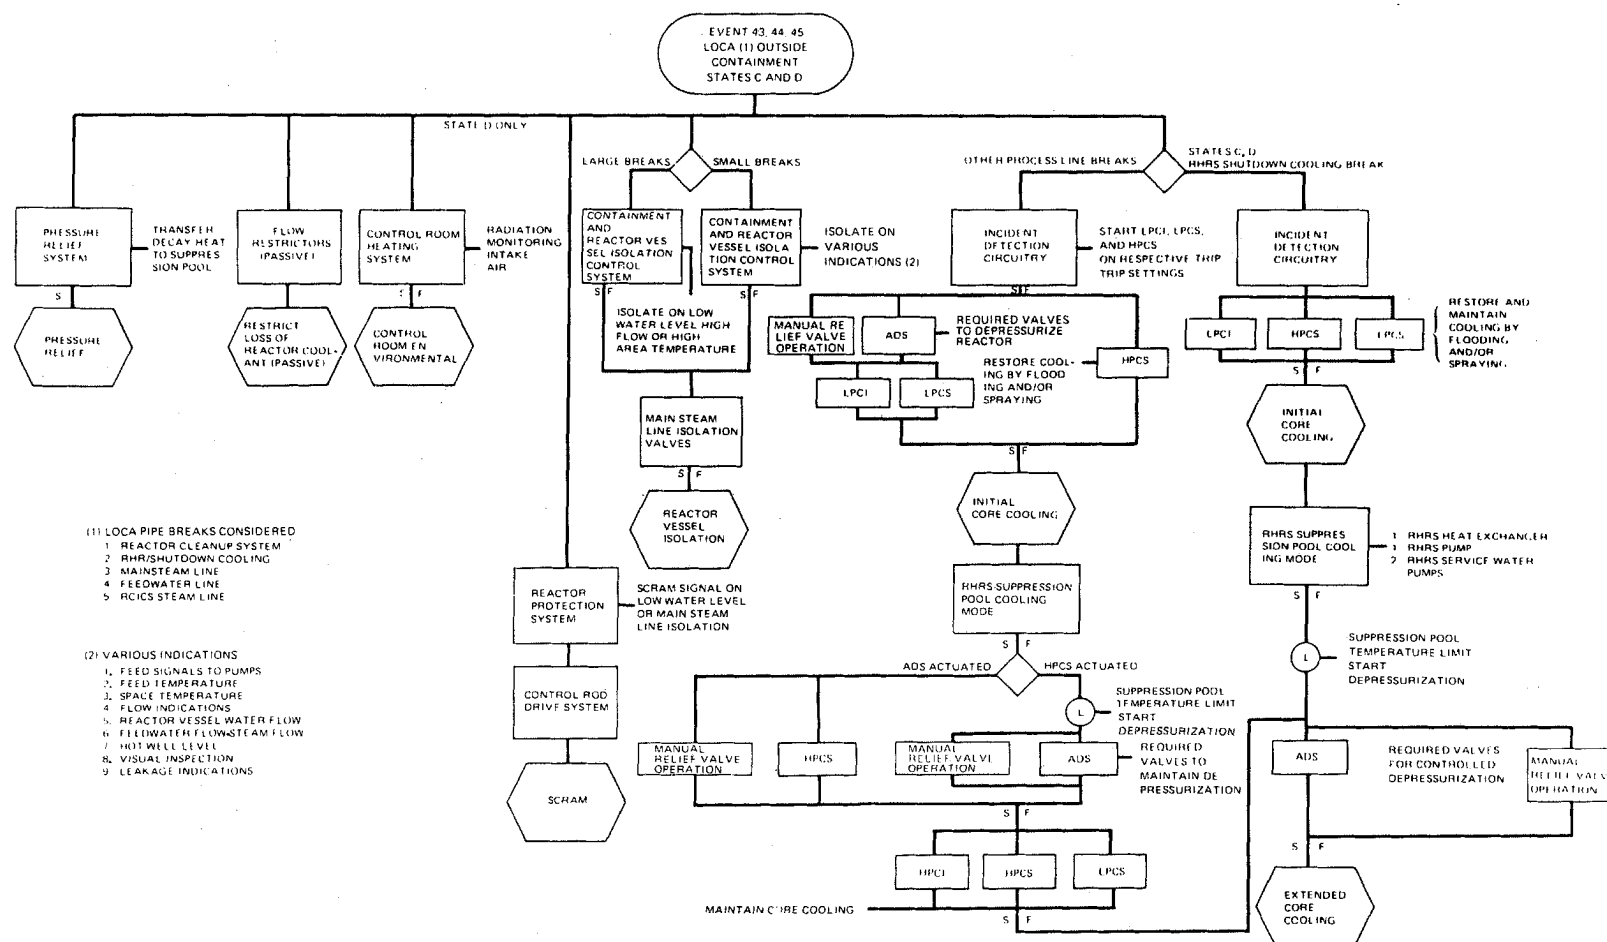 EVENT 43, 44, 45
LOCA (1) OUTSIDE
CONTAINMENT
STATES C AND D
STATE D ONLY
LARGE BREAKS
SMALL BREAKS
OTHER PROCESS LINE BREAKS
STATES C, D
RHRS SHUTDOWN COOLING BREAK
PRESSURE
RELIEF
SYSTEM
TRANSFER
DECAY HEAT
TO SUPPRES
SION POOL
S
PRESSURE RELIEF
FLOW
RESTRICTORS
(PASSIVE)
RESTRICT
LOSS OF
REACTOR COOL-
ANT (PASSIVE)
CONTROL ROOM
HEATING
SYSTEM
RADIATION
MONITORING
INTAKE
AIR
S F
CONTROL
ROOM EN
VIRONMENTAL
CONTAINMENT
AND
REACTOR VES
SEL ISOLATION
CONTROL
SYSTEM
S F
CONTAINMENT
AND REACTOR
VESSEL ISOLA
TION CONTROL
SYSTEM
S F
ISOLATE ON
VARIOUS
INDICATIONS (2)
ISOLATE ON LOW
WATER LEVEL HIGH
FLOW OR HIGH
AREA TEMPERATURE
MAIN STEAM
LINE ISOLATION
VALVES
S F
REACTOR
VESSEL
ISOLATION
REACTOR
PROTECTION
SYSTEM
SCRAM SIGNAL ON
LOW WATER LEVEL
OR MAIN STEAM
LINE ISOLATION
CONTROL ROD
DRIVE SYSTEM
SCRAM
INCIDENT
DETECTION
CIRCUITRY
START LPCI, LPCS,
AND HPCS
ON RESPECTIVE TRIP
TRIP SETTINGS
S F
MANUAL RE
LIEF VALVE
OPERATION
ADS
REQUIRED VALVES
TO DEPRESSURIZE
REACTOR
HPCS
RESTORE COOL-
ING BY FLOOD
ING AND/OR
SPRAYING
LPCI
LPCS
S F
INITIAL
CORE COOLING
RHRS-SUPPRESSION
POOL COOLING
MODE
S F
ADS ACTUATED
HPCS ACTUATED
L
SUPPRESSION POOL
TEMPERATURE LIMIT
START
DEPRESSURIZATION
MANUAL
RELIEF VALVE
OPERATION
HPCS
MANUAL
RELIEF VALVE
OPERATION
ADS
REQUIRED
VALVES TO
MAINTAIN DE
PRESSURIZATION
S F
HPCI
HPCS
LPCS
MAINTAIN CORE COOLING
S F
INCIDENT
DETECTION
CIRCUITRY
S F
LPCI
HPCS
LPCS
RESTORE AND
MAINTAIN
COOLING BY
FLOODING
AND/OR
SPRAYING
S F
INITIAL
CORE
COOLING
RHRS SUPPRES
SION POOL COOL
ING MODE
1 RHRS HEAT EXCHANGER
1 RHRS PUMP
2 RHRS SERVICE WATER
PUMPS
S F
L
SUPPRESSION POOL
TEMPERATURE LIMIT
START
DEPRESSURIZATION
ADS
REQUIRED VALVES
FOR CONTROLLED
DEPRESSURIZATION
MANUAL
RELIEF VALV
OPERATION
S F
EXTENDED
CORE
COOLING
(1) LOCA PIPE BREAKS CONSIDERED
1 REACTOR CLEANUP SYSTEM
2 RHR/SHUTDOWN COOLING
3 MAINSTEAM LINE
4 FEEDWATER LINE
5 RCICS STEAM LINE
(2) VARIOUS INDICATIONS
1. FEED SIGNALS TO PUMPS
2. FEED TEMPERATURE
3. SPACE TEMPERATURE
4 FLOW INDICATIONS
5. REACTOR VESSEL WATER FLOW
6 FEEDWATER FLOW-STEAM FLOW
7 HOT WELL LEVEL
8. VISUAL INSPECTION
9 LEAKAGE INDICATIONS